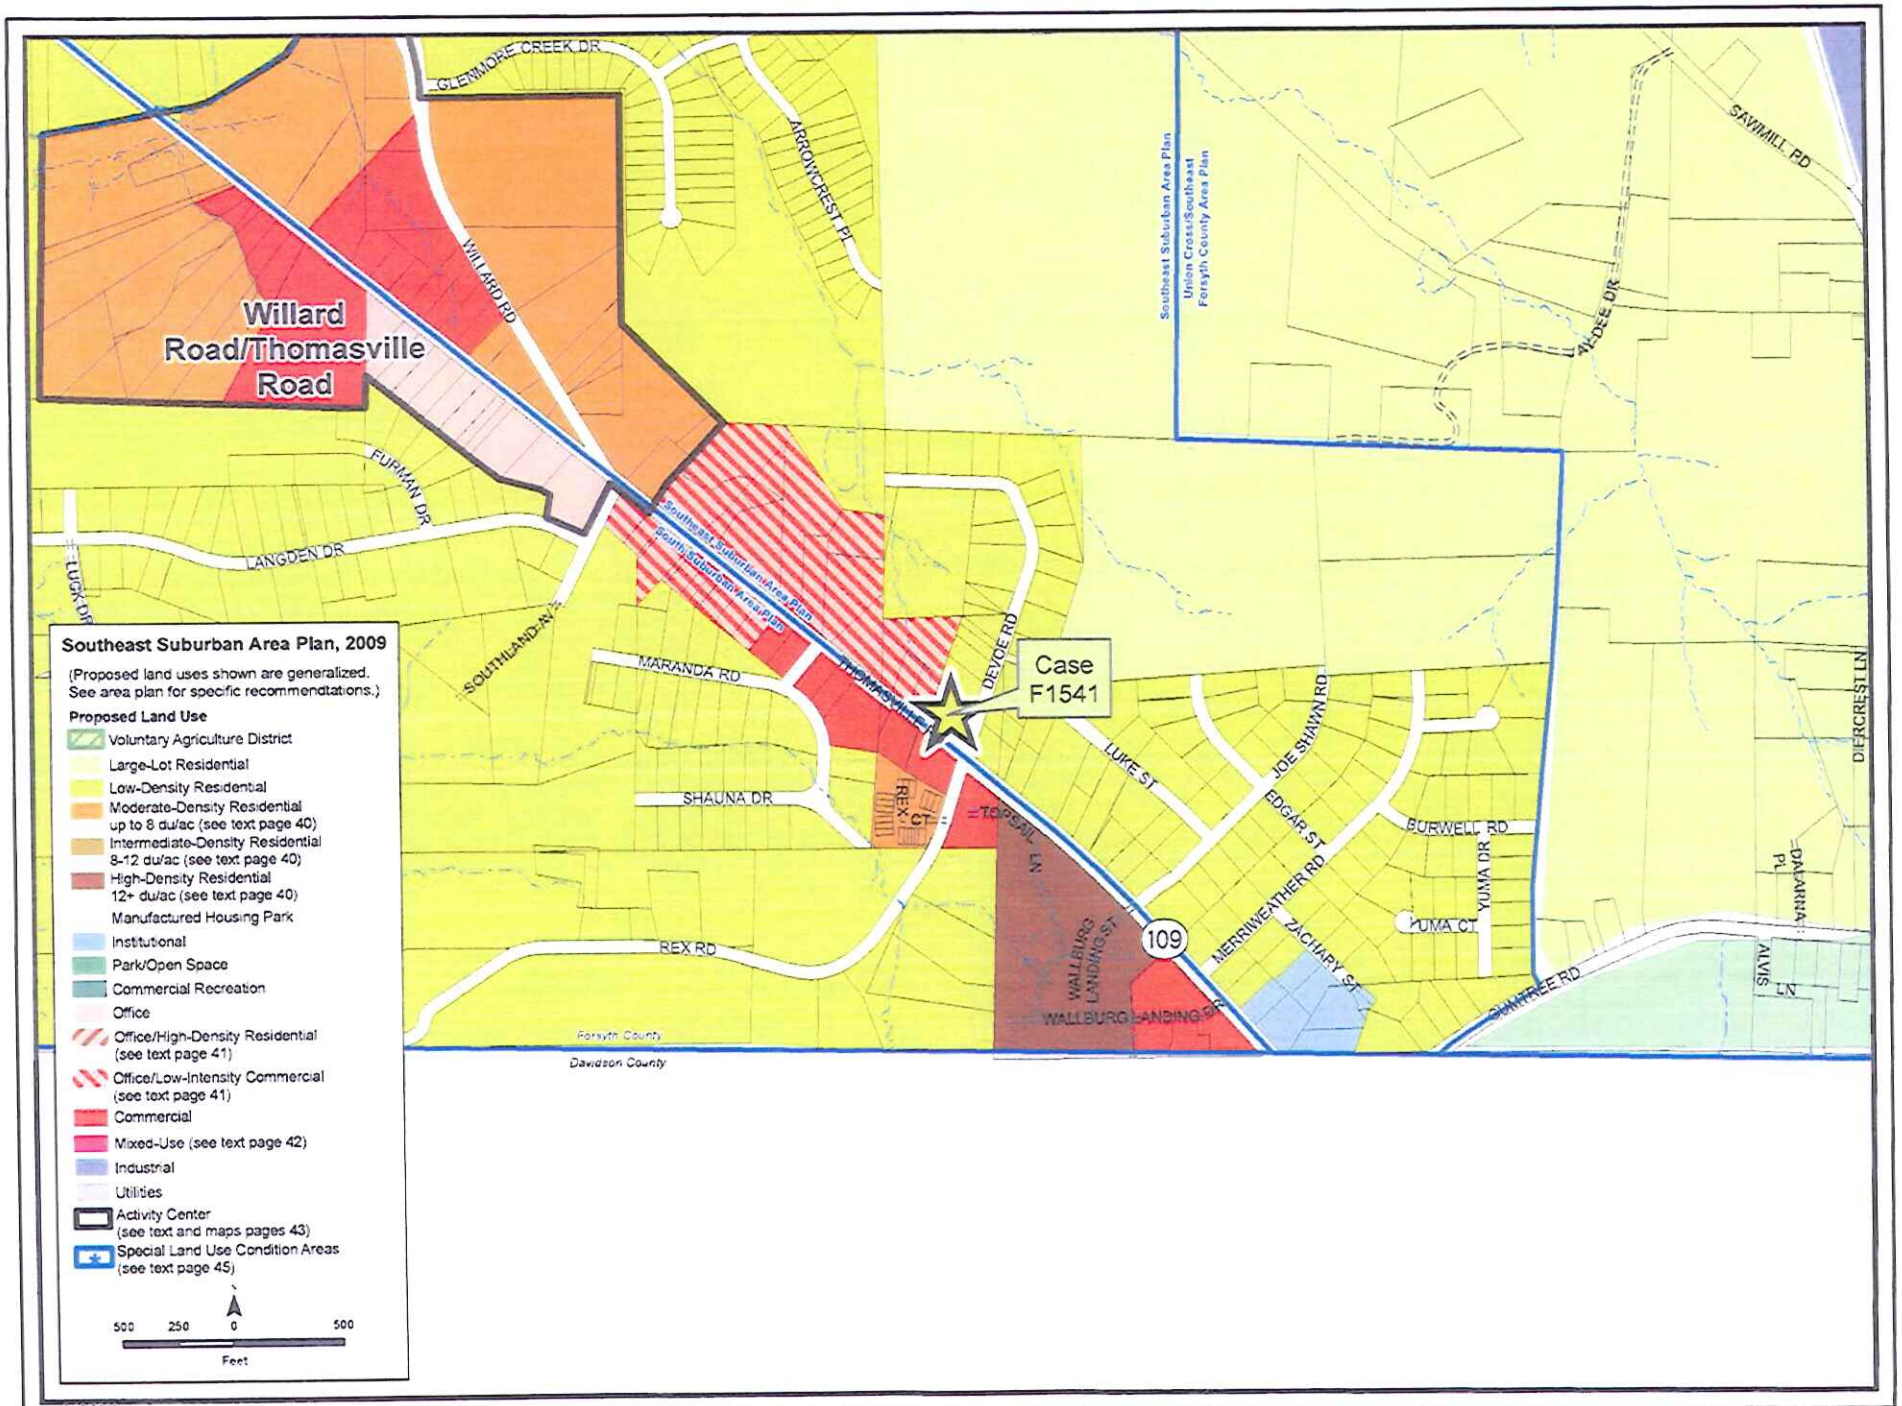 GLENMORE CREEK DR
ARROWCREST PL
SAWMILL RD
Southeast Suburban Area Plan
Union Cross/Southeast
Forsyth County Area Plan
WILLARD RD
DEE DR
Willard
Road/Thomasville
Road
FURMAN DR
LANGDEN DR
LUCK DR
SOUTHLAND AV
Southeast Suburban Area Plan
South Suburban Area Plan
MARANDA RD
THOMASVILLE
DEVOE RD
Case
F1541
SHAUNA DR
REX
CT
TOPSAIL
LN
LUKE ST
JOE SHAWN RD
EDGAR ST
BURWELL RD
YUMA DR
YUMA CT
MERRIWEATHER RD
ZACHARY ST
109
WALLBURG
LANDING ST
WALLBURG LANDING DR
REX RD
GUMTREE RD
DIERCREST LN
DALARNA
PL
ALVIS
LN
Forsyth County
Davidson County
Southeast Suburban Area Plan, 2009
(Proposed land uses shown are generalized.
See area plan for specific recommendtations.)
Proposed Land Use
Voluntary Agriculture District
Large-Lot Residential
Low-Density Residential
Moderate-Density Residential
up to 8 du/ac (see text page 40)
Intermediate-Density Residential
8-12 du/ac (see text page 40)
High-Density Residential
12+ du/ac (see text page 40)
Manufactured Housing Park
Institutional
Park/Open Space
Commercial Recreation
Office
Office/High-Density Residential
(see text page 41)
Office/Low-Intensity Commercial
(see text page 41)
Commercial
Mixed-Use (see text page 42)
Industrial
Utilities
Activity Center
(see text and maps pages 43)
Special Land Use Condition Areas
(see text page 45)
500 250 0 500
Feet